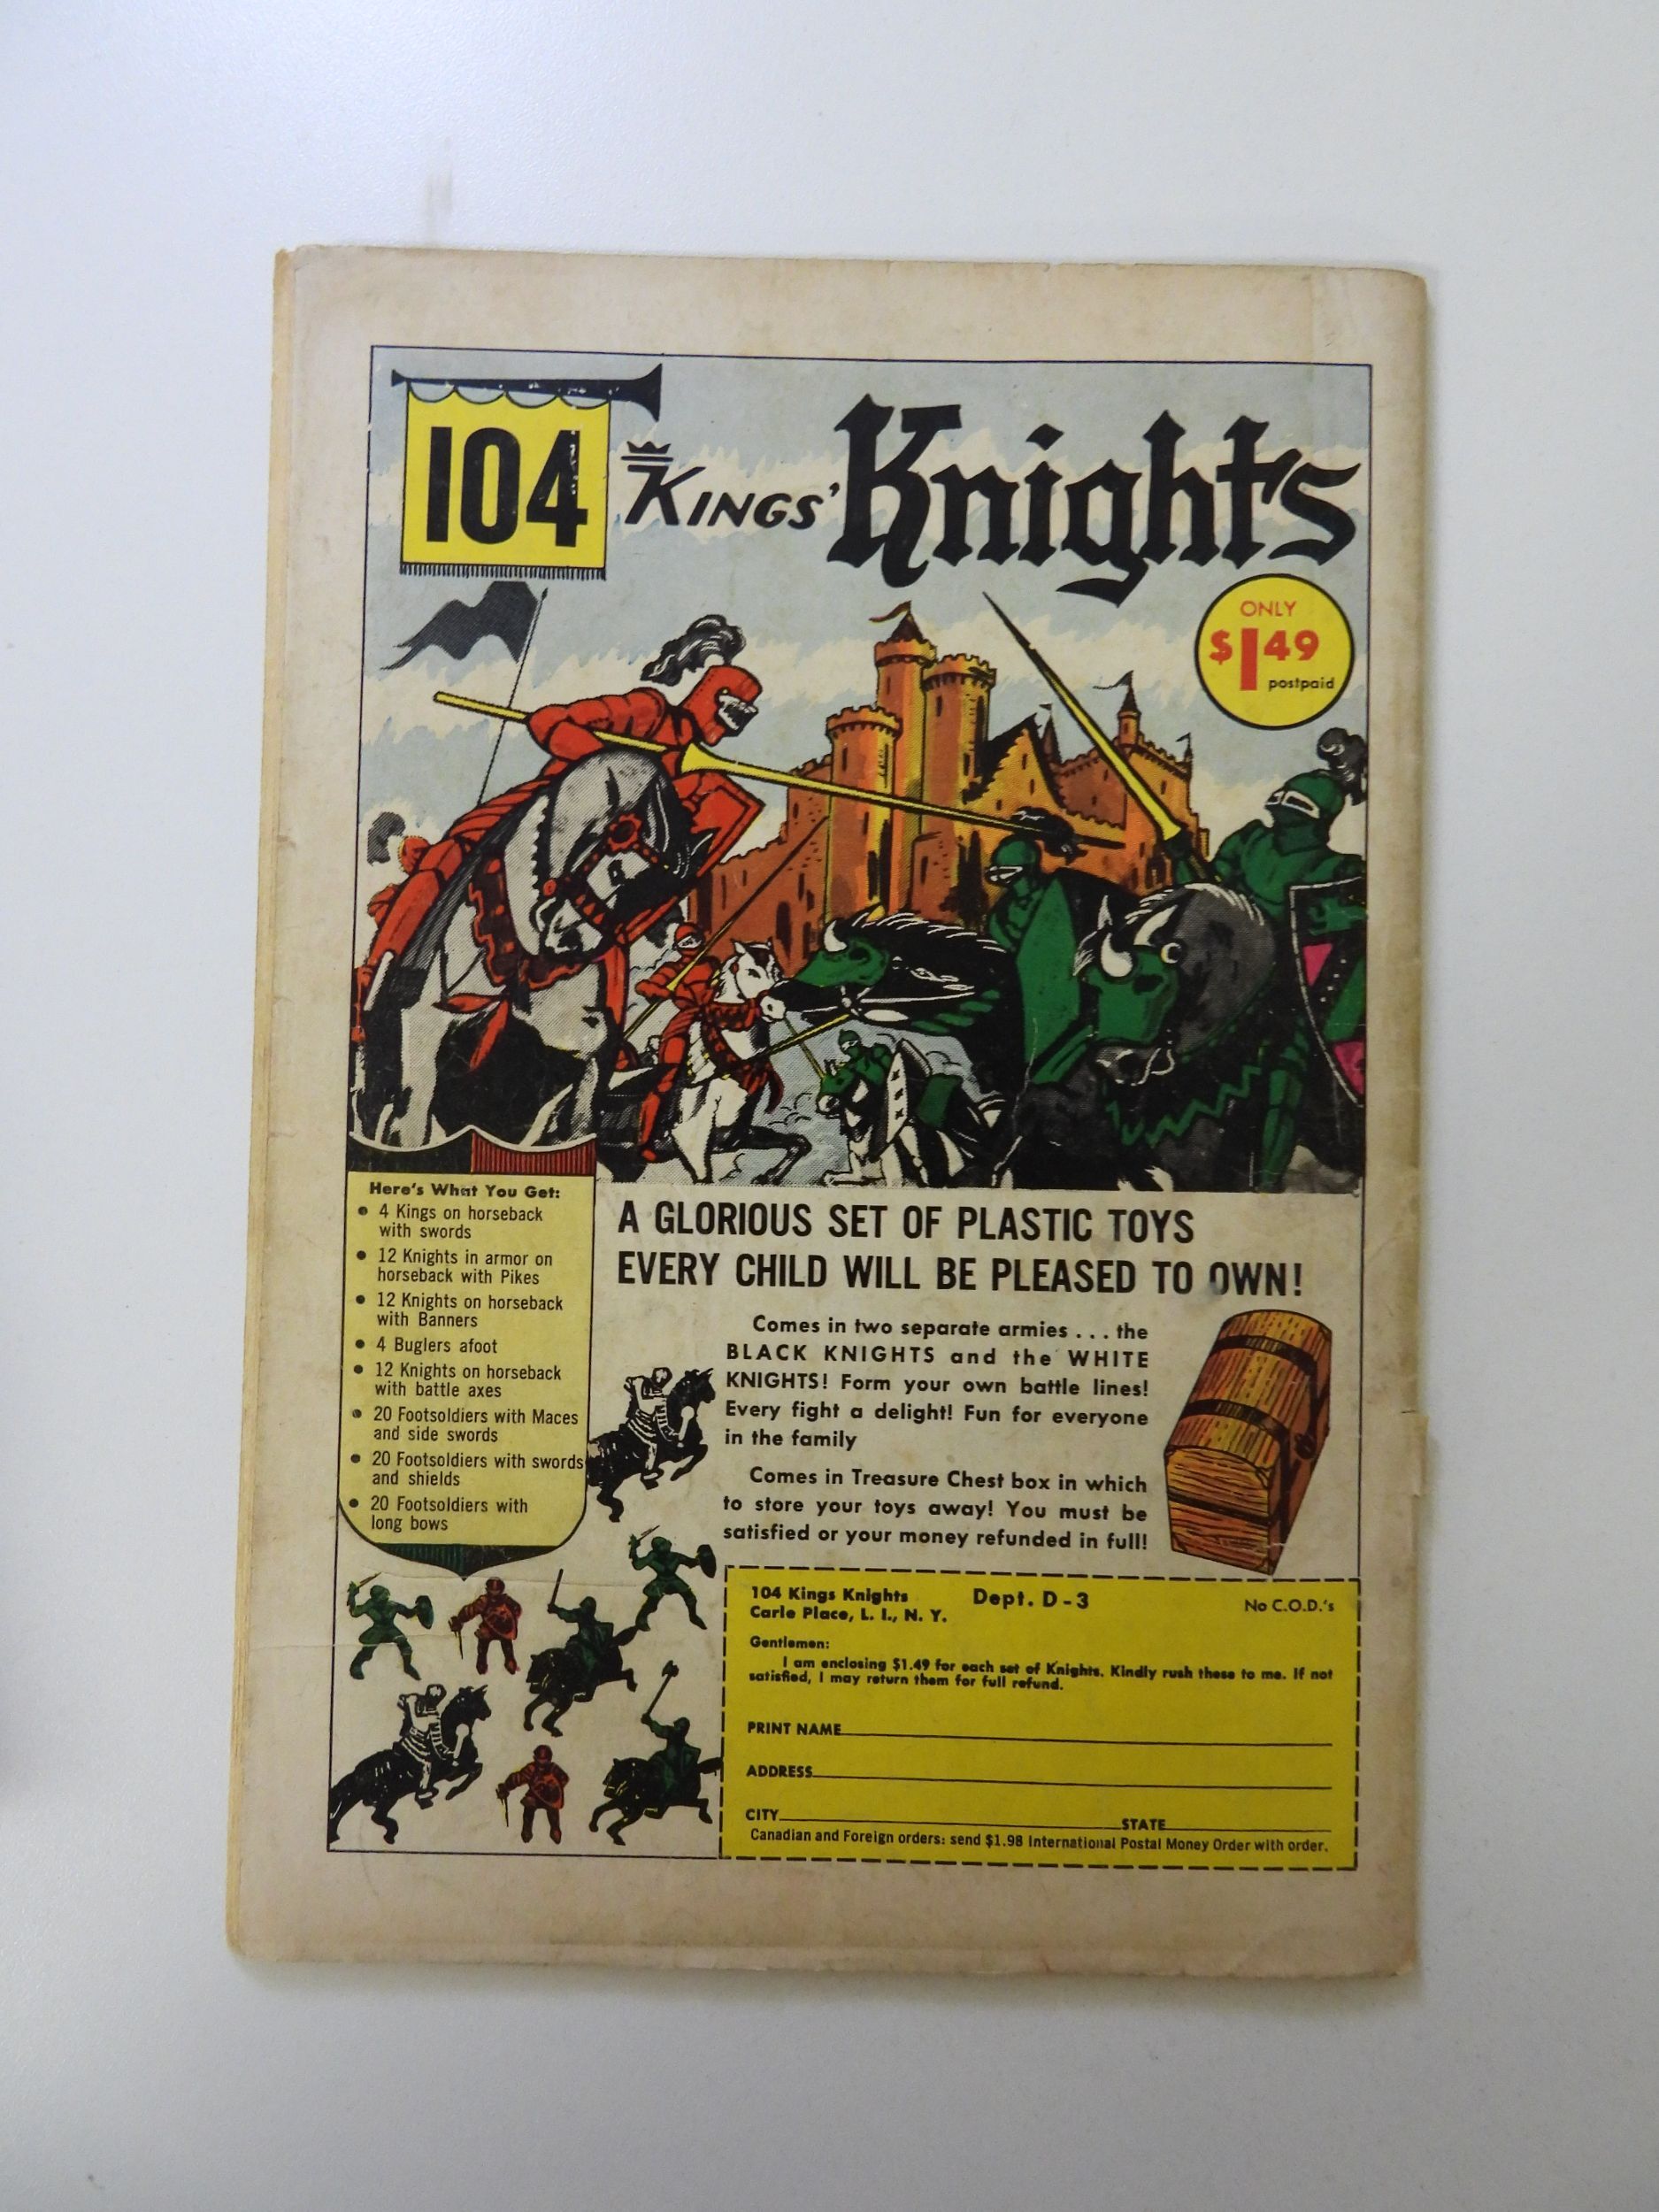 104
KINGS' Knights
ONLY
$1.49
postpaid
Here's What You Get:
• 4 Kings on horseback
with swords
• 12 Knights in armor on
horseback with Pikes
• 12 Knights on horseback
with Banners
• 4 Buglers afoot
• 12 Knights on horseback
with battle axes
• 20 Footsoldiers with Maces
and side swords
• 20 Footsoldiers with swords
and shields
• 20 Footsoldiers with
long bows
A GLORIOUS SET OF PLASTIC TOYS
EVERY CHILD WILL BE PLEASED TO OWN!
Comes in two separate armies . . . the
BLACK KNIGHTS and the WHITE
KNIGHTS! Form your own battle lines!
Every fight a delight! Fun for everyone
in the family
Comes in Treasure Chest box in which
to store your toys away! You must be
satisfied or your money refunded in full!
104 Kings Knights Dept. D-3 No C.O.D.'s
Carle Place, L. I., N. Y.
Gentlemen:
I am enclosing $1.49 for each set of Knights. Kindly rush these to me. If not
satisfied, I may return them for full refund.
PRINT NAME
ADDRESS
CITY STATE
Canadian and Foreign orders: send $1.98 International Postal Money Order with order.